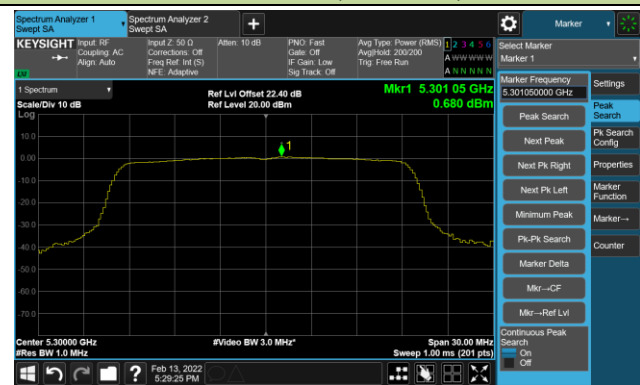 Spectrum Analyzer 1
Swept SA
Spectrum Analyzer 2
Swept SA
+
Marker
KEYSIGHT
Input: RF
Coupling: AC
Align: Auto
Input Z: 50 Ω
Corrections: Off
Freq Ref: Int (S)
NFE: Adaptive
Atten: 10 dB
PNO: Fast
Gate: Off
IF Gain: Low
Sig Track: Off
Avg Type: Power (RMS)
Avg|Hold: 200/200
Trig: Free Run
1 2 3 4 5 6
A W W W W W
A N N N N N
Select Marker
Marker 1
1 Spectrum
Scale/Div 10 dB
Log
Ref Lvl Offset 22.40 dB
Ref Level 20.00 dBm
Mkr1 5.301 05 GHz
0.680 dBm
10.0
0.00
-10.0
-20.0
-30.0
-40.0
-50.0
-60.0
-70.0
1
Center 5.30000 GHz
#Res BW 1.0 MHz
#Video BW 3.0 MHz*
Span 30.00 MHz
Sweep 1.00 ms (201 pts)
Marker Frequency
5.301050000 GHz
Peak Search
Next Peak
Next Pk Right
Next Pk Left
Minimum Peak
Pk-Pk Search
Marker Delta
Mkr→CF
Mkr→Ref Lvl
Continuous Peak
Search
On
Off
Settings
Peak
Search
Pk Search
Config
Properties
Marker
Function
Marker→
Counter
?
Feb 13, 2022
5:29:25 PM